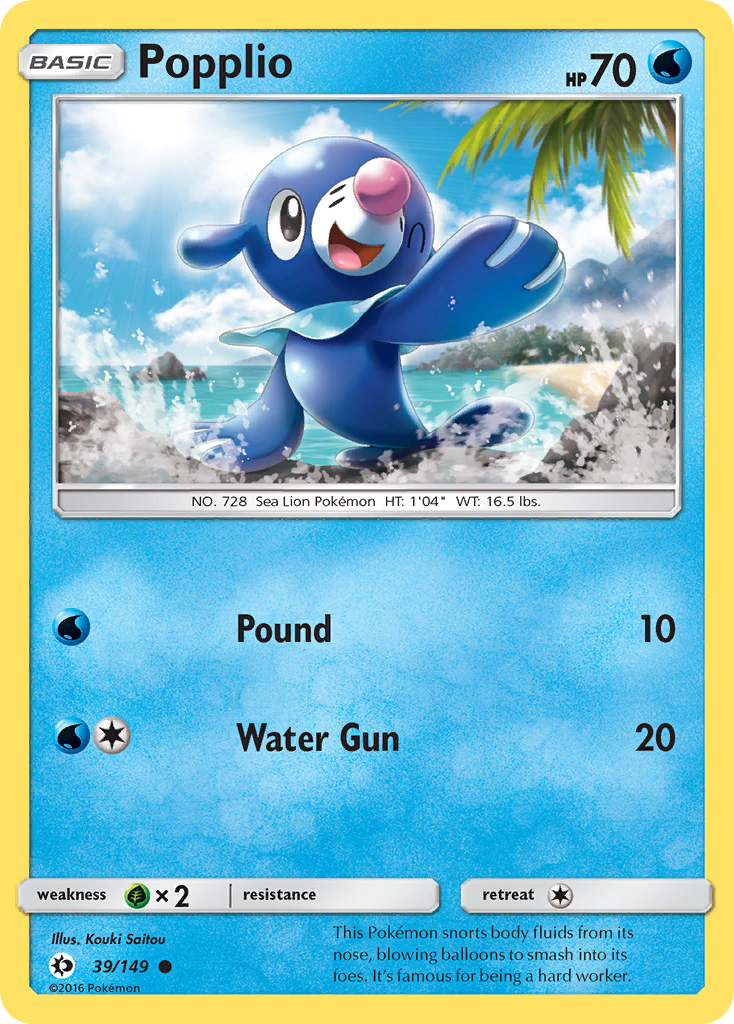 BASIC Popplio HP 70
NO. 728 Sea Lion Pokémon HT: 1'04" WT: 16.5 lbs.
Pound 10
Water Gun 20
weakness × 2 resistance retreat
Illus. Kouki Saitou
39/149
©2016 Pokémon
This Pokémon snorts body fluids from its
nose, blowing balloons to smash into its
foes. It's famous for being a hard worker.